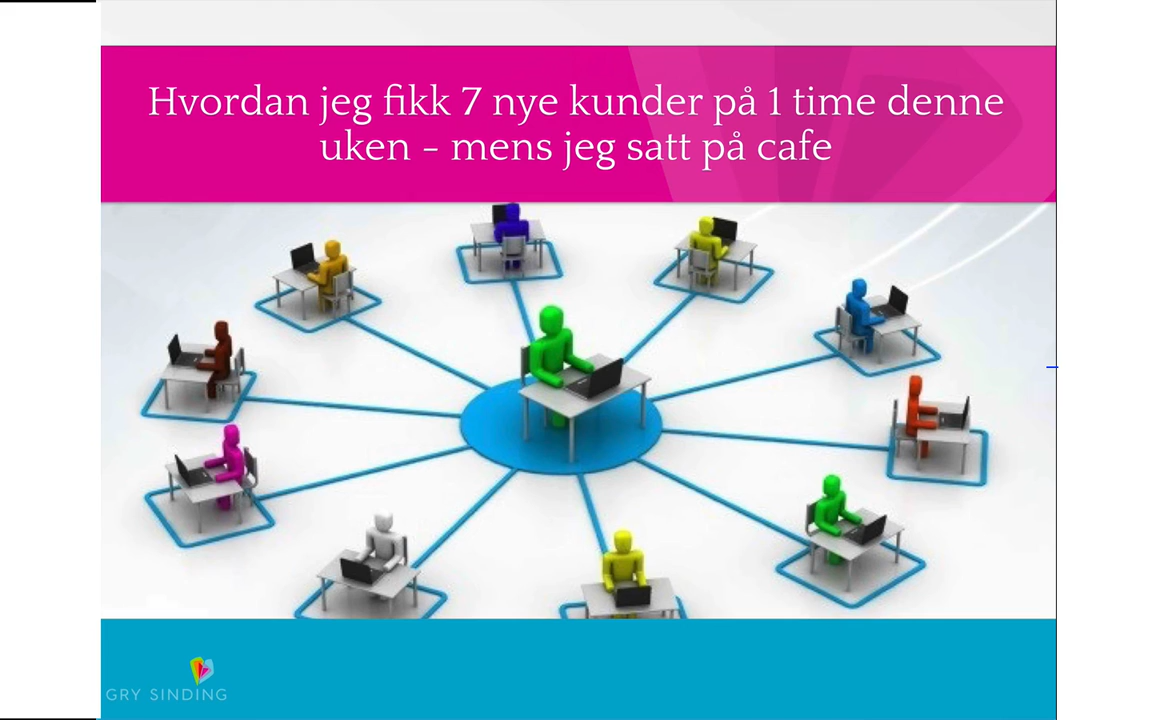 Hvordan jeg fikk 7 nye kunder på 1 time denne
uken - mens jeg satt på cafe
GRY SINDING